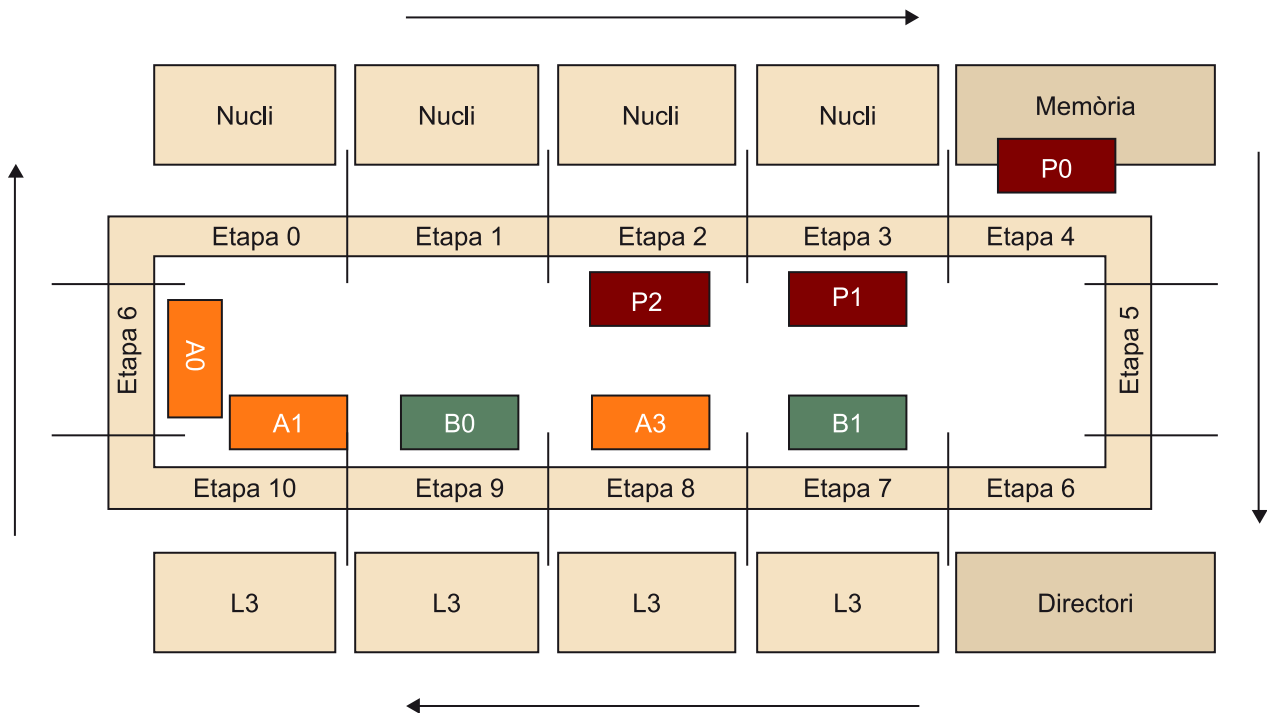 Nucli
Nucli
Nucli
Nucli
Memòria
P0
Etapa 0
Etapa 1
Etapa 2
Etapa 3
Etapa 4
P2
P1
Etapa 6
A0
Etapa 5
A1
B0
A3
B1
Etapa 10
Etapa 9
Etapa 8
Etapa 7
Etapa 6
L3
L3
L3
L3
Directori